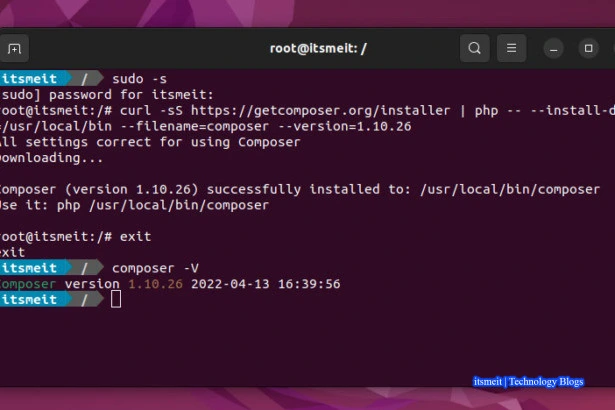 root@itsmeit: /
itsmeit / sudo -s
sudo] password for itsmeit:
root@itsmeit:/# curl -sS https://getcomposer.org/installer | php -- --install-d
=/usr/local/bin --filename=composer --version=1.10.26
All settings correct for using Composer
Downloading...
Composer (version 1.10.26) successfully installed to: /usr/local/bin/composer
Use it: php /usr/local/bin/composer
root@itsmeit:/# exit
exit
itsmeit / composer -V
Composer version 1.10.26 2022-04-13 16:39:56
itsmeit /
itsmeit | Technology Blogs